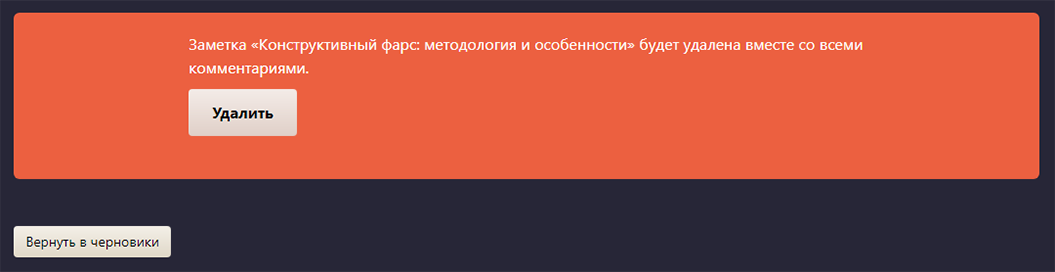 Заметка «Конструктивный фарс: методология и особенности» будет удалена вместе со всеми
комментариями.
Удалить
Вернуть в черновики